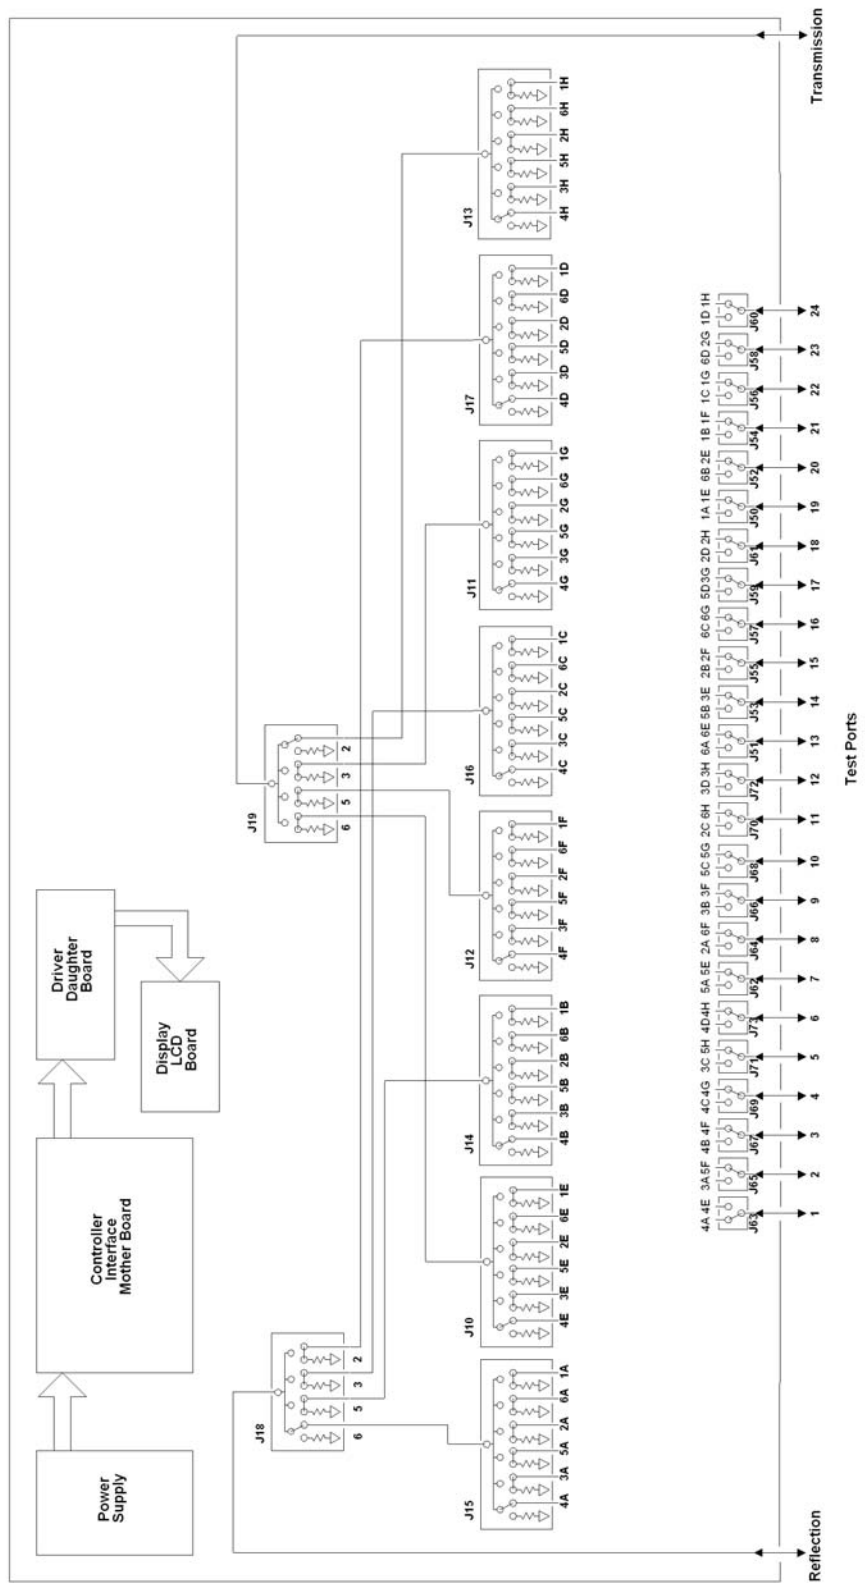 Power
Supply
Controller
Interface
Mother Board
Driver
Daughter
Board
Display
LCD
Board
J18
6 5 3 2
J19
6 5 3 2
J15
4A 3A 5A 2A 6A 1A
J10
4E 3E 5E 2E 6E 1E
J14
4B 3B 5B 2B 6B 1B
J12
4F 3F 5F 2F 6F 1F
J16
4C 3C 5C 2C 6C 1C
J11
4G 3G 5G 2G 6G 1G
J17
4D 3D 5D 2D 6D 1D
J13
4H 3H 5H 2H 6H 1H
4A 4E 3A 5F 4B 4F 4C 4G 3C 5H 4D 4H 5A 5E 2A 6F 3B 3F 5C 5G 2C 6H 3D 3H 6A 6E 5B 3E 2B 2F 6C 6G 5D 3G 2D 2H 1A 1E 6B 2E 1B 1F 1C 1G 6D 2G 1D 1H
J63 J65 J67 J69 J71 J73 J62 J64 J66 J68 J70 J72 J51 J53 J55 J57 J59 J61 J50 J52 J54 J56 J58 J60
Reflection 1 2 3 4 5 6 7 8 9 10 11 12 13 14 15 16 17 18 19 20 21 22 23 24 Transmission
Test Ports